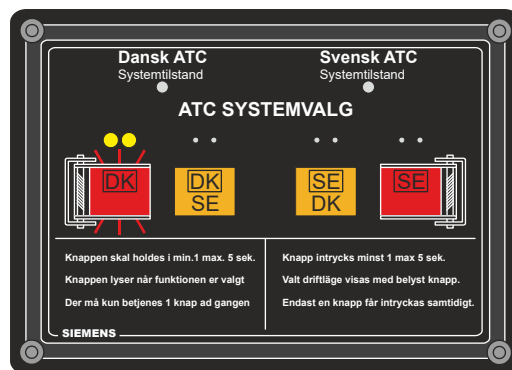 Dansk ATC
Systemtilstand
Svensk ATC
Systemtilstand
ATC SYSTEMVALG
DK
DK
SE
SE
DK
SE
Knappen skal holdes i min.1 max. 5 sek.
Knappen lyser når funktionen er valgt
Der må kun betjenes 1 knap ad gangen
Knapp intrycks minst 1 max 5 sek.
Valt driftläge visas med belyst knapp.
Endast en knapp får intryckas samtidigt.
SIEMENS